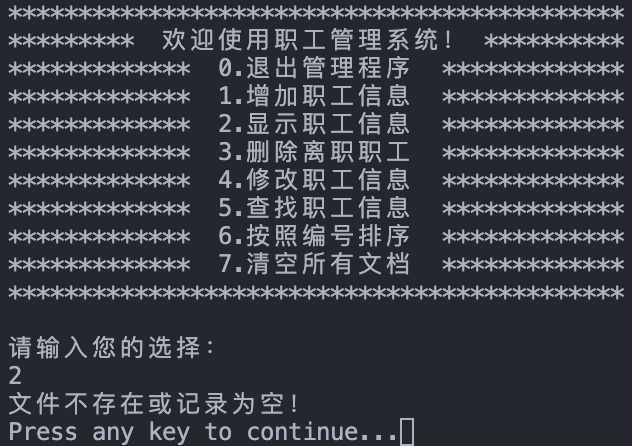 ********************************************
*********  欢迎使用职工管理系统!  **********
*************  0.退出管理程序  *************
*************  1.增加职工信息  *************
*************  2.显示职工信息  *************
*************  3.删除离职职工  *************
*************  4.修改职工信息  *************
*************  5.查找职工信息  *************
*************  6.按照编号排序  *************
*************  7.清空所有文档  *************
********************************************
请输入您的选择:
2
文件不存在或记录为空!
Press any key to continue...